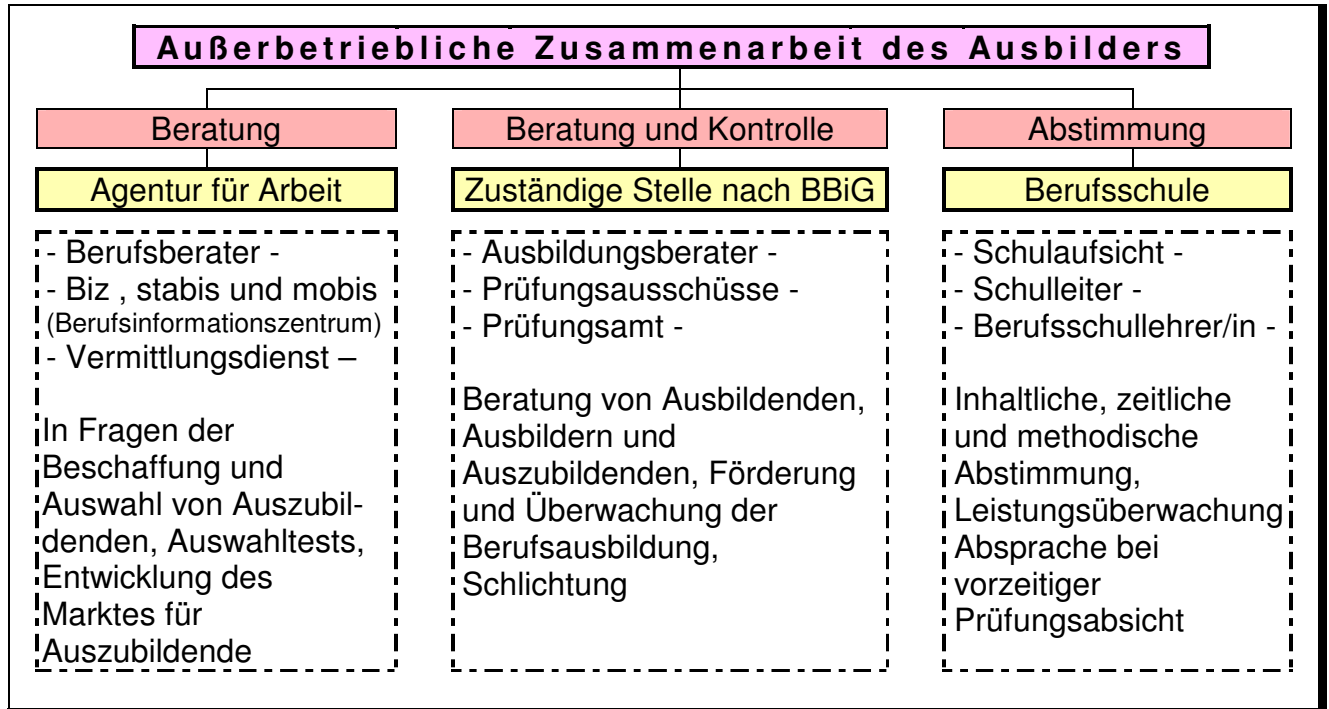 Außerbetriebliche Zusammenarbeit des Ausbilders
Beratung
Agentur für Arbeit
- Berufsberater -
- Biz , stabis und mobis
(Berufsinformationszentrum)
- Vermittlungsdienst –
In Fragen der
Beschaffung und
Auswahl von Auszubil-
denden, Auswahltests,
Entwicklung des
Marktes für
Auszubildende
Beratung und Kontrolle
Zuständige Stelle nach BBiG
- Ausbildungsberater -
- Prüfungsausschüsse -
- Prüfungsamt -
Beratung von Ausbildenden,
Ausbildern und
Auszubildenden, Förderung
und Überwachung der
Berufsausbildung,
Schlichtung
Abstimmung
Berufsschule
- Schulaufsicht -
- Schulleiter -
- Berufsschullehrer/in -
Inhaltliche, zeitliche
und methodische
Abstimmung,
Leistungsüberwachung
Absprache bei
vorzeitiger
Prüfungsabsicht